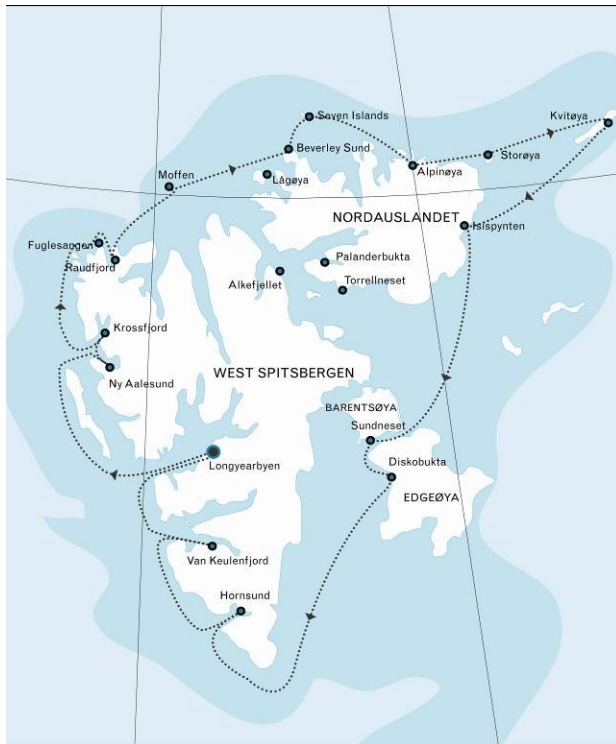 Seven Islands
Kvitøya
Beverley Sund
Storøya
Alpinøya
Moffen
Lågøya
NORDAUSLANDET
Isispynten
Fuglesangen
Raudfjord
Palanderbukta
Alkefjellet
Torrellneset
Krossfjord
Ny Aalesund
WEST SPITSBERGEN
BARENTSØYA
Sundneset
Longyearbyen
Diskobukta
EDGEØYA
Van Keulenfjord
Hornsund